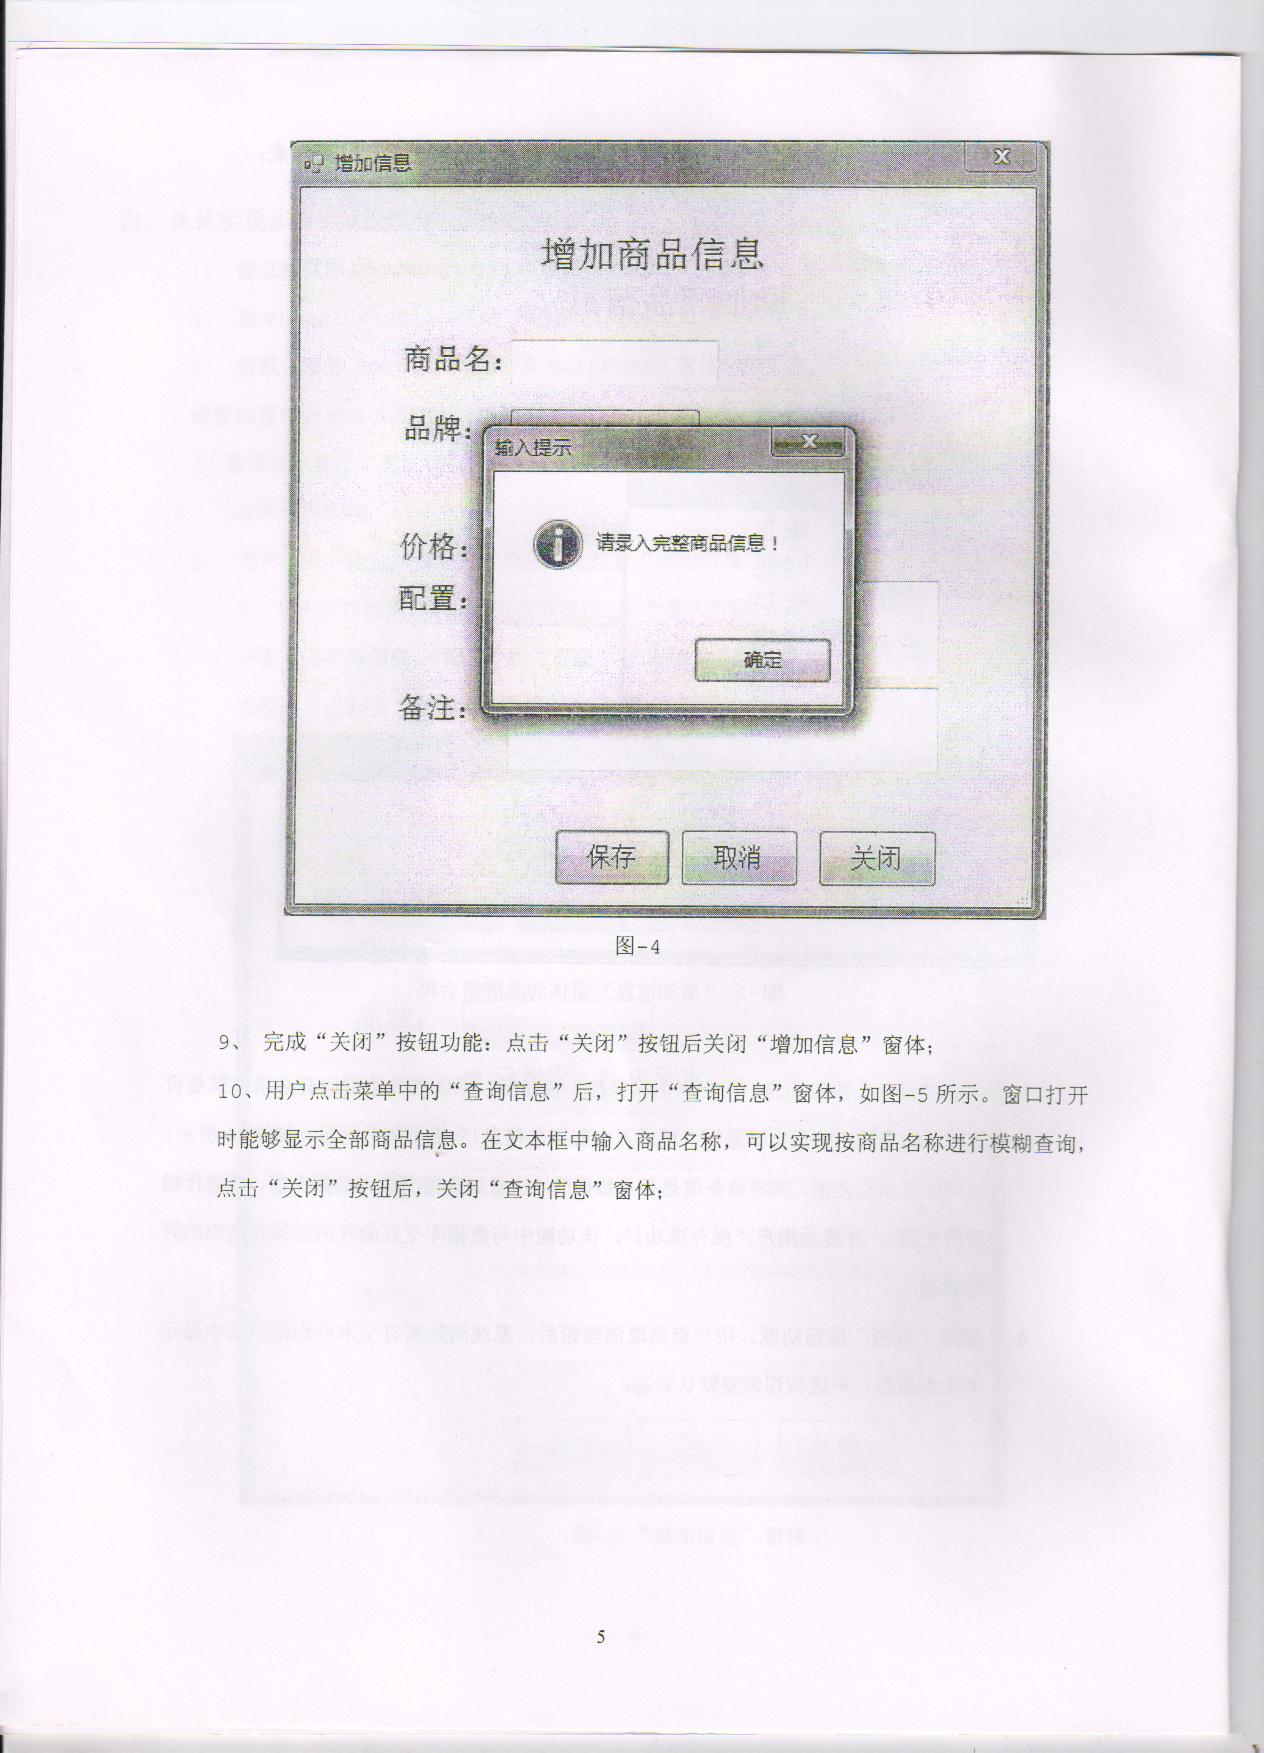 增加信息
增加商品信息
商品名:
品牌:
输入提示
请录入完整商品信息！
确定
价格:
配置:
备注:
保存 取消 关闭
图-4
9、 完成“关闭”按钮功能：点击“关闭”按钮后关闭“增加信息”窗体；
10、用户点击菜单中的“查询信息”后，打开“查询信息”窗体，如图-5 所示。窗口打开
时能够显示全部商品信息。在文本框中输入商品名称，可以实现按商品名称进行模糊查询，
点击“关闭”按钮后，关闭“查询信息”窗体；
5